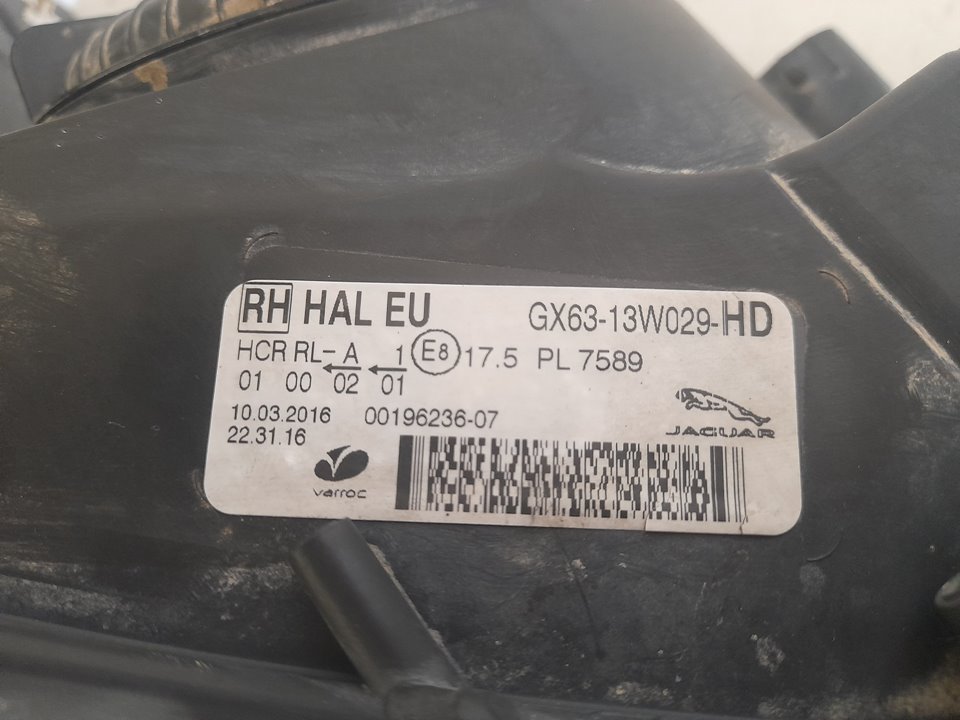 RH HAL EU GX63-13W029-HD
HCR RL- A 1 E8 17.5 PL 7589
01 00 02 01
10.03.2016 00196236-07
22.31.16
JAGUAR
varroc